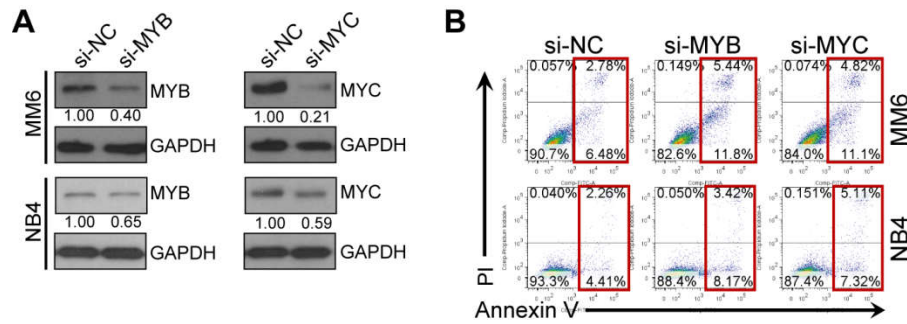 A
si-NC si-MYB si-NC si-MYC
MM6
MYB MYC
1.00 0.40 1.00 0.21
GAPDH GAPDH
NB4
MYB MYC
1.00 0.65 1.00 0.59
GAPDH GAPDH
B
si-NC si-MYB si-MYC
0.057% 2.78% 0.149% 5.44% 0.074% 4.82%
MM6
90.7% 6.48% 82.6% 11.8% 84.0% 11.1%
0.040% 2.26% 0.050% 3.42% 0.151% 5.11%
NB4
93.3% 4.41% 88.4% 8.17% 87.4% 7.32%
PI
Annexin V